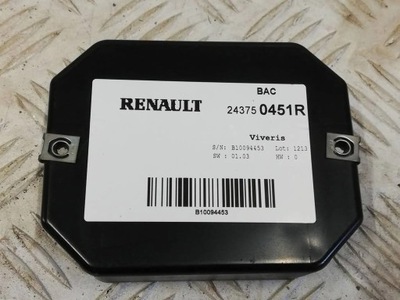 BAC
RENAULT 24375 0451R
Viveris
S/N: B10094453 Lot: 1213
SW : 01.03 HW : 0
B10094453